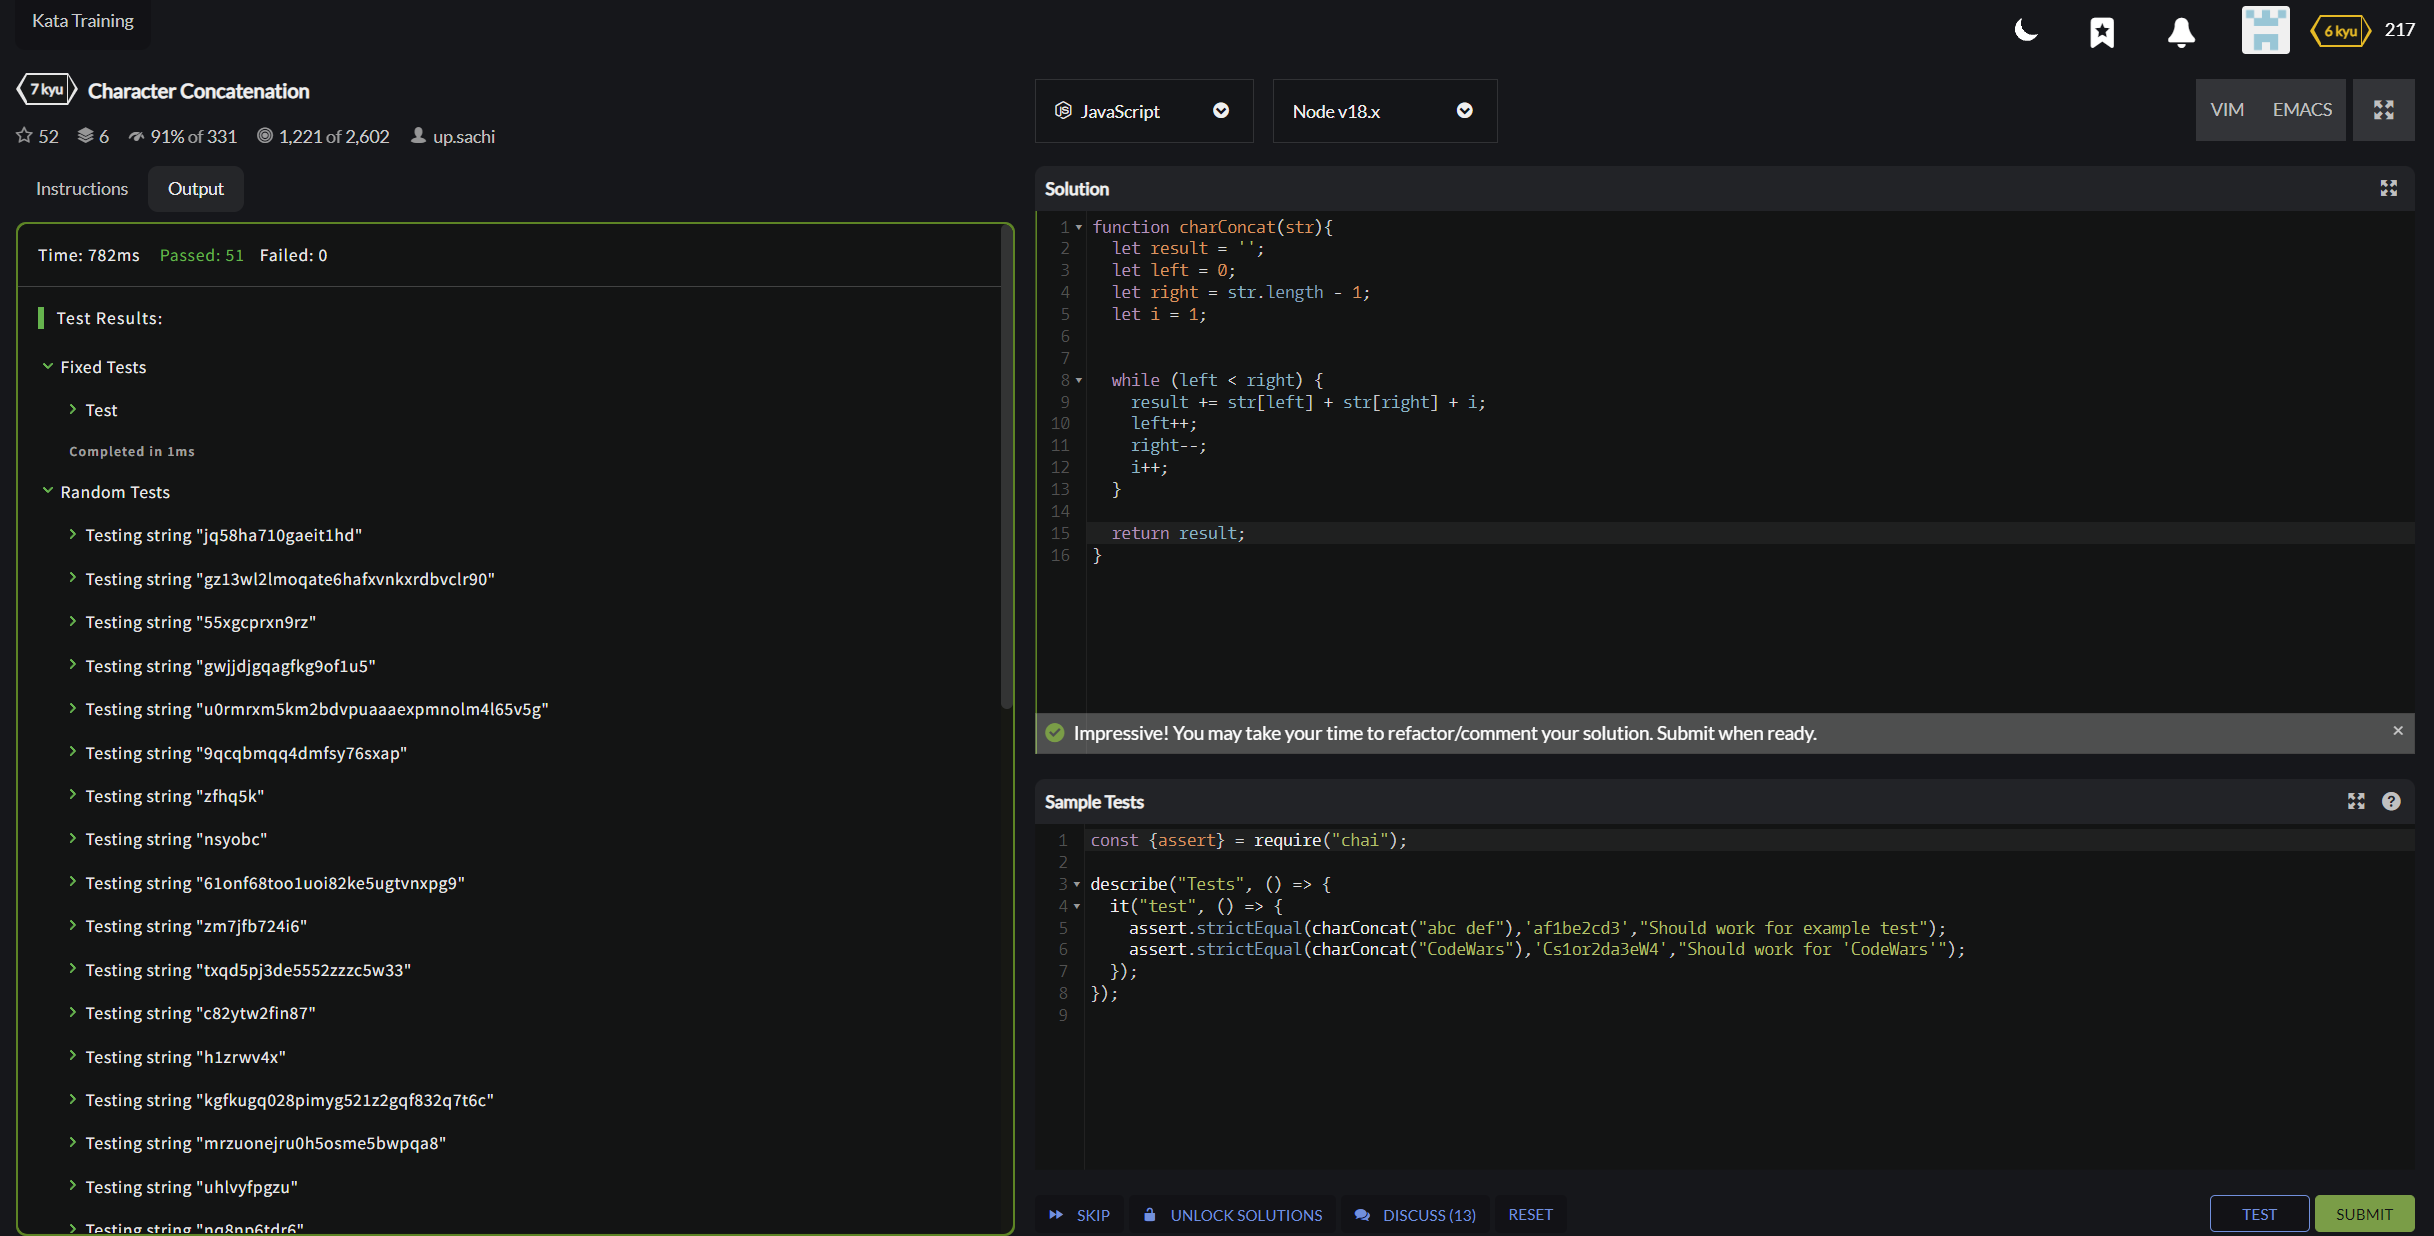 Kata Training
6 kyu 217
7 kyu Character Concatenation
52 6 91% of 331 1,221 of 2,602 up.sachi
JavaScript Node v18.x VIM EMACS
Instructions Output
Time: 782ms Passed: 51 Failed: 0
Test Results:
Fixed Tests
Test
Completed in 1ms
Random Tests
Testing string "jq58ha710gaeit1hd"
Testing string "gz13wl2lmoqate6hafxvnkxrdbvclr90"
Testing string "55xgcprxn9rz"
Testing string "gwjjdjgqagfkg9of1u5"
Testing string "u0rmrxm5km2bdvpuaaaexpmnolm4l65v5g"
Testing string "9qcqbmqq4dmfsy76sxap"
Testing string "zfhq5k"
Testing string "nsyobc"
Testing string "61onf68too1uoi82ke5ugtvnxpg9"
Testing string "zm7jfb724i6"
Testing string "txqd5pj3de5552zzzc5w33"
Testing string "c82ytw2fin87"
Testing string "h1zrwv4x"
Testing string "kgfkugq028pimyg521z2gqf832q7t6c"
Testing string "mrzuonejru0h5osme5bwpqa8"
Testing string "uhlvyfpgzu"
Testing string "nq8np6tdr6"
Solution
1 function charConcat(str){
2 let result = '';
3 let left = 0;
4 let right = str.length - 1;
5 let i = 1;
6
7
8 while (left < right) {
9 result += str[left] + str[right] + i;
10 left++;
11 right--;
12 i++;
13 }
14
15 return result;
16 }
Impressive! You may take your time to refactor/comment your solution. Submit when ready.
Sample Tests
1 const {assert} = require("chai");
2
3 describe("Tests", () => {
4 it("test", () => {
5 assert.strictEqual(charConcat("abc def"),'af1be2cd3',"Should work for example test");
6 assert.strictEqual(charConcat("CodeWars"),'Cs1or2da3eW4',"Should work for 'CodeWars'");
7 });
8 });
9
SKIP UNLOCK SOLUTIONS DISCUSS (13) RESET TEST SUBMIT